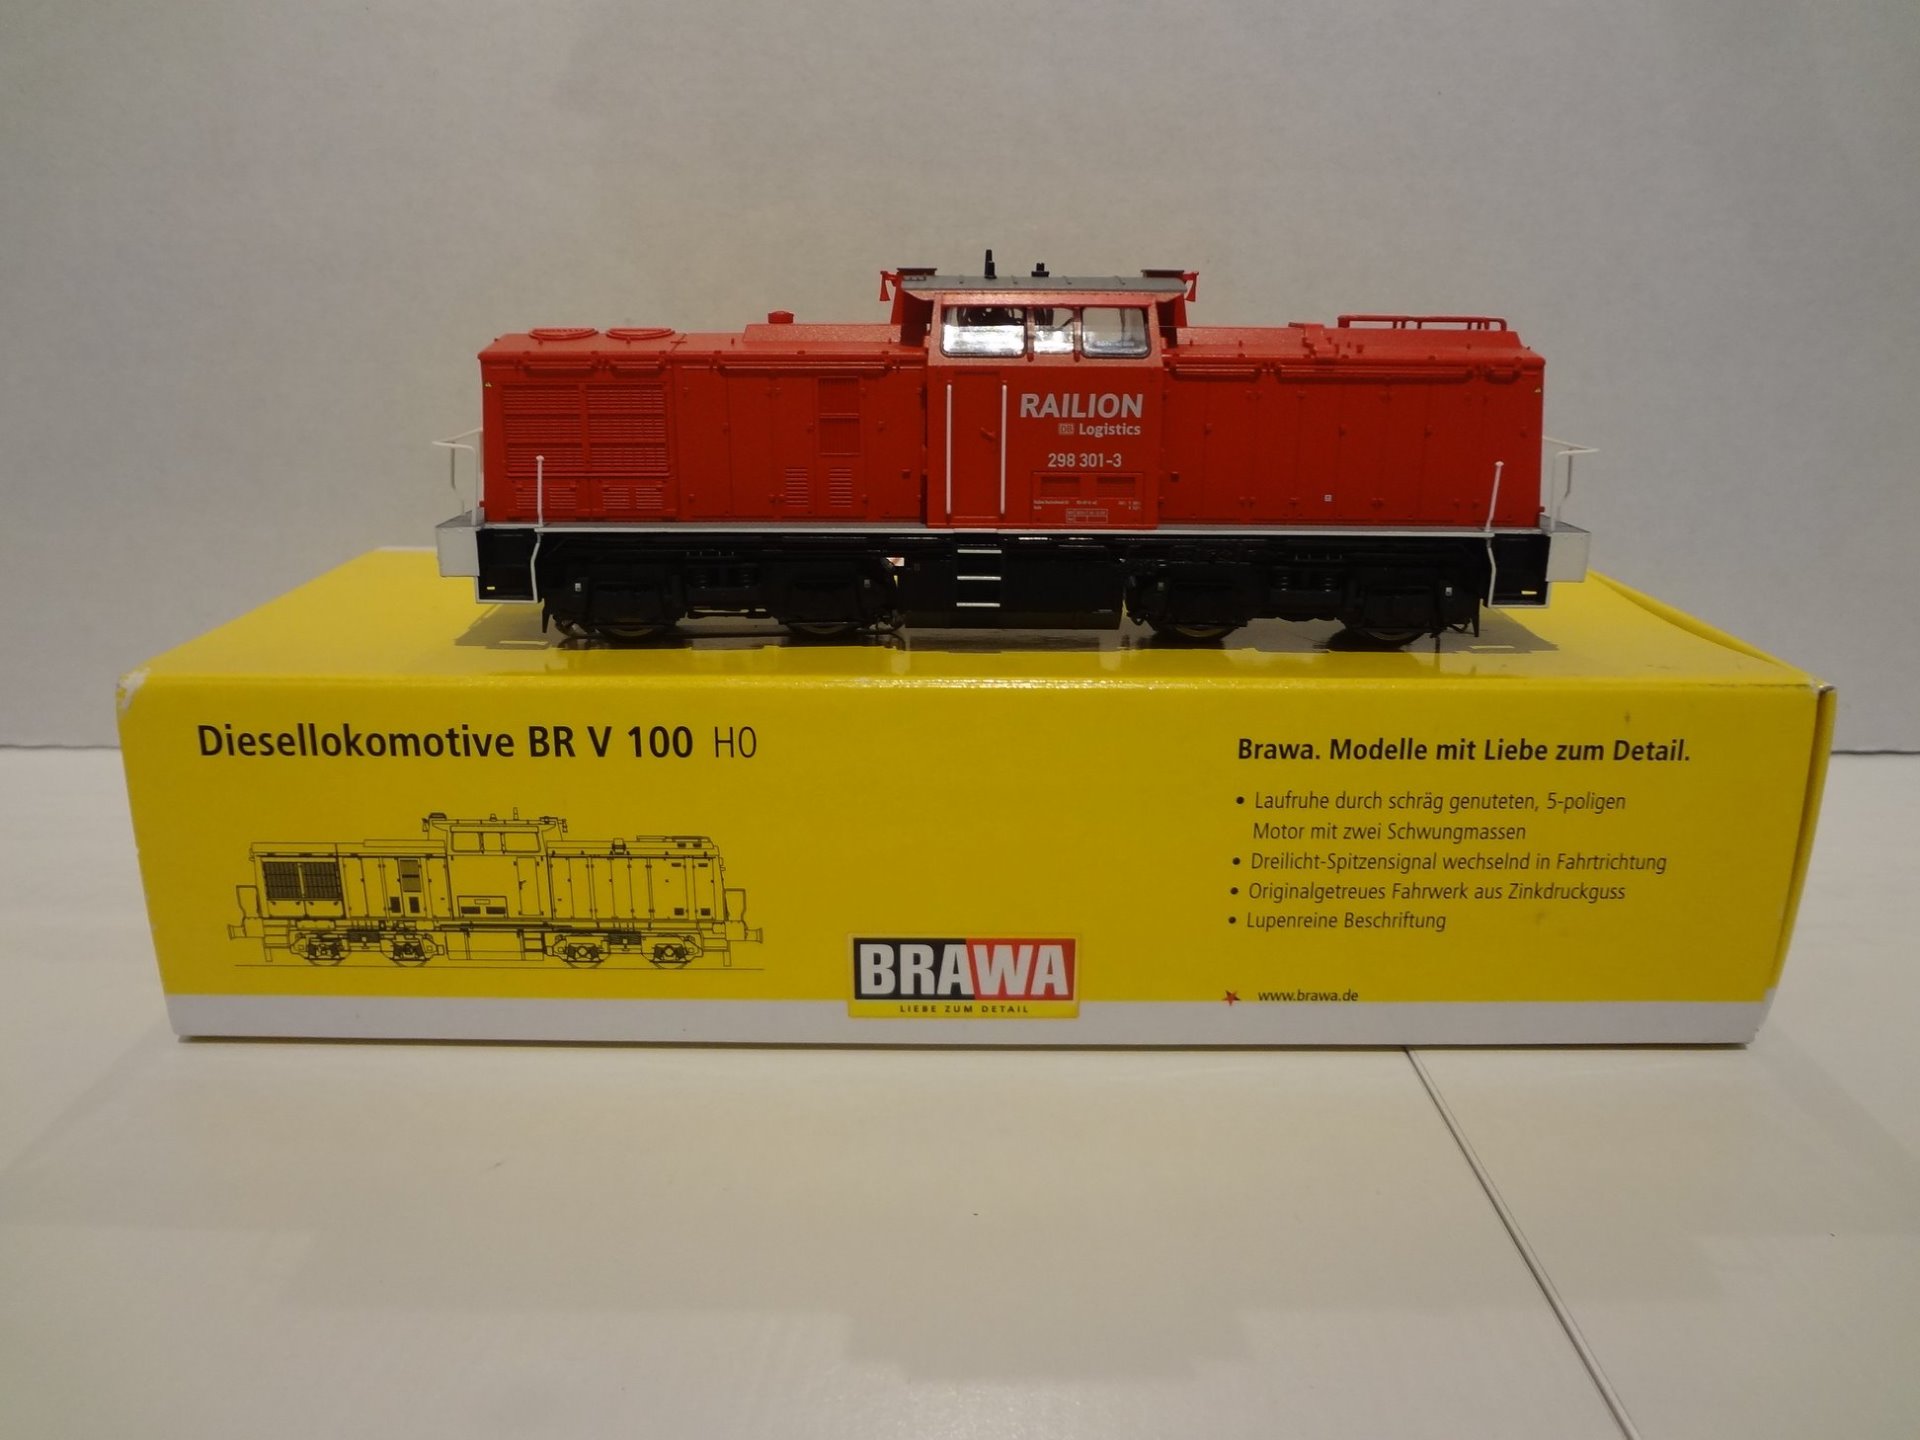 RAILION
DB Logistics
298 301-3
Diesellokomotive BR V 100 H0
Brawa. Modelle mit Liebe zum Detail.
• Laufruhe durch schräg genuteten, 5-poligen
Motor mit zwei Schwungmassen
• Dreilicht-Spitzensignal wechselnd in Fahrtrichtung
• Originalgetreues Fahrwerk aus Zinkdruckguss
• Lupenreine Beschriftung
BRAWA
LIEBE ZUM DETAIL
www.brawa.de